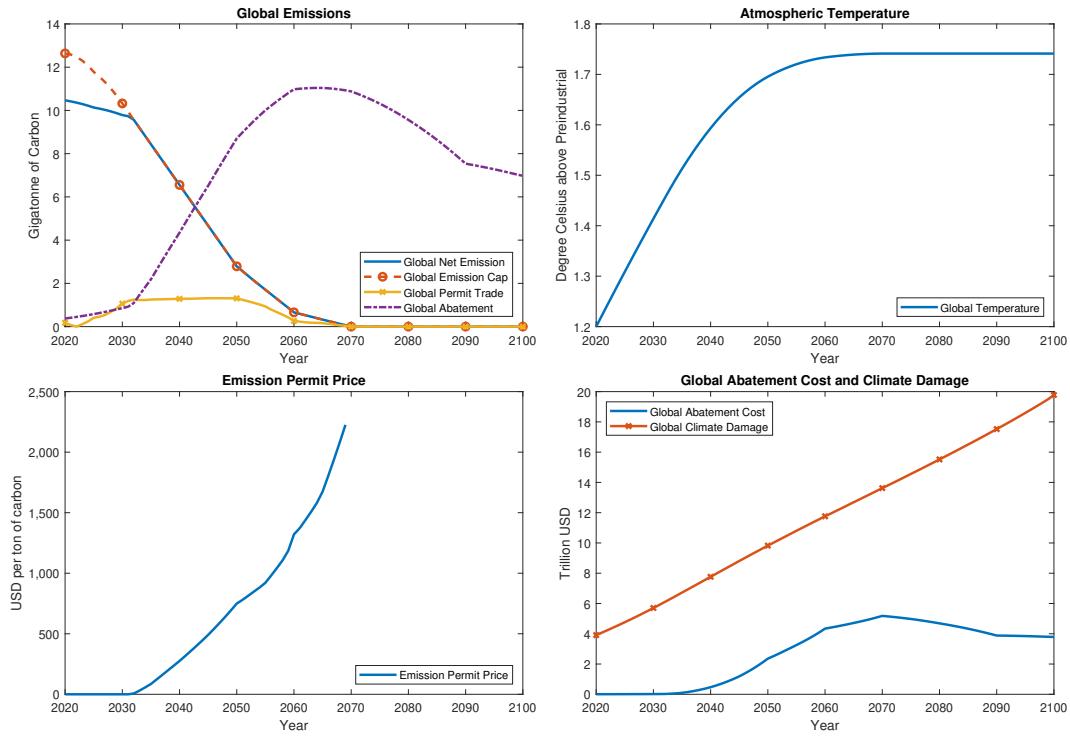 Global Emissions
14
12
10
8
6
4
2
0
Gigatonne of Carbon
Global Net Emission
Global Emission Cap
Global Permit Trade
Global Abatement
2020 2030 2040 2050 2060 2070 2080 2090 2100
Year
Atmospheric Temperature
1.8
1.7
1.6
1.5
1.4
1.3
1.2
Degree Celsius above Preindustrial
Global Temperature
2020 2030 2040 2050 2060 2070 2080 2090 2100
Year
Emission Permit Price
2,500
2,000
1,500
1,000
500
0
USD per ton of carbon
Emission Permit Price
2020 2030 2040 2050 2060 2070 2080 2090 2100
Year
Global Abatement Cost and Climate Damage
20
18
16
14
12
10
8
6
4
2
0
Trillion USD
Global Abatement Cost
Global Climate Damage
2020 2030 2040 2050 2060 2070 2080 2090 2100
Year